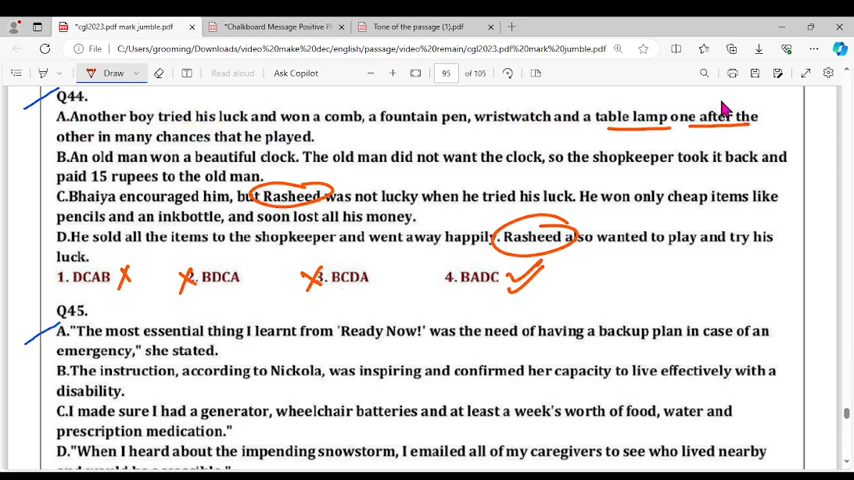 *cgl2023.pdf mark jumble.pdf
*Chalkboard Message Positive P
Tone of the passage (1).pdf
File
C:/Users/grooming/Downloads/video%20make%20dec/english/passage/video%20remain/cgl2023.pdf%20mark%20jumble.pdf
Draw
Read aloud
Ask Copilot
95
of 105
Q44.
A.Another boy tried his luck and won a comb, a fountain pen, wristwatch and a table lamp one after the
other in many chances that he played.
B.An old man won a beautiful clock. The old man did not want the clock, so the shopkeeper took it back and
paid 15 rupees to the old man.
C.Bhaiya encouraged him, but Rasheed was not lucky when he tried his luck. He won only cheap items like
pencils and an inkbottle, and soon lost all his money.
D.He sold all the items to the shopkeeper and went away happily. Rasheed also wanted to play and try his
luck.
1. DCAB 2. BDCA 3. BCDA 4. BADC
Q45.
A."The most essential thing I learnt from 'Ready Now!' was the need of having a backup plan in case of an
emergency," she stated.
B.The instruction, according to Nickola, was inspiring and confirmed her capacity to live effectively with a
disability.
C.I made sure I had a generator, wheelchair batteries and at least a week's worth of food, water and
prescription medication."
D."When I heard about the impending snowstorm, I emailed all of my caregivers to see who lived nearby